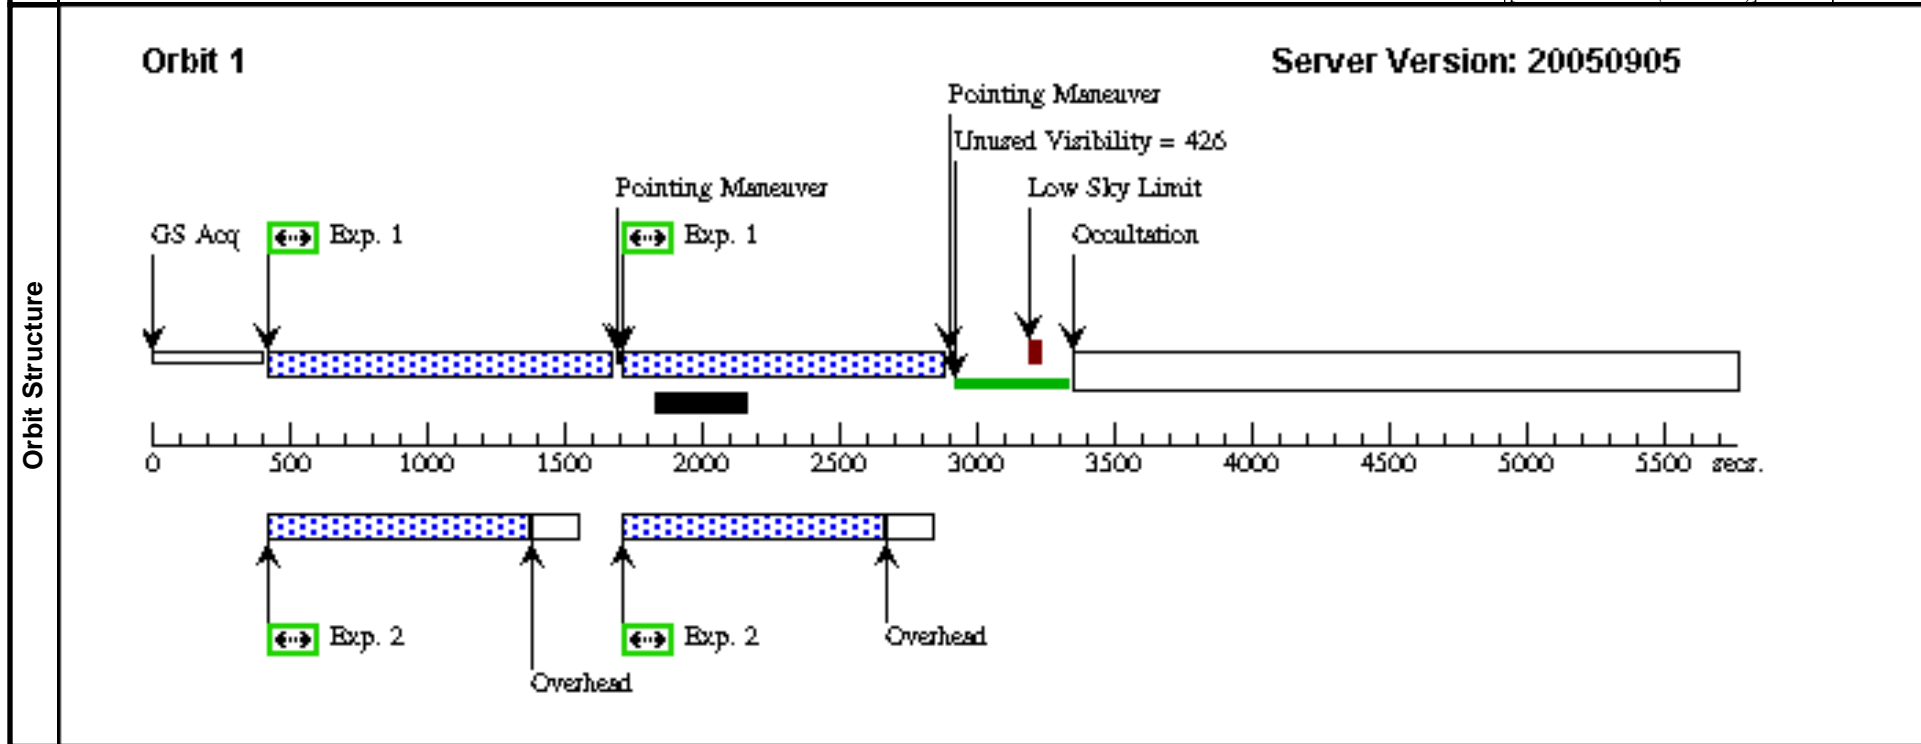 Orbit Structure
Orbit 1
Server Version: 20050905
Pointing Maneuver
Unused Visibility = 426
Pointing Maneuver
Low Sky Limit
GS Acq
Exp. 1
Exp. 1
Occultation
0 500 1000 1500 2000 2500 3000 3500 4000 4500 5000 5500 secs.
Exp. 2
Exp. 2
Overhead
Overhead